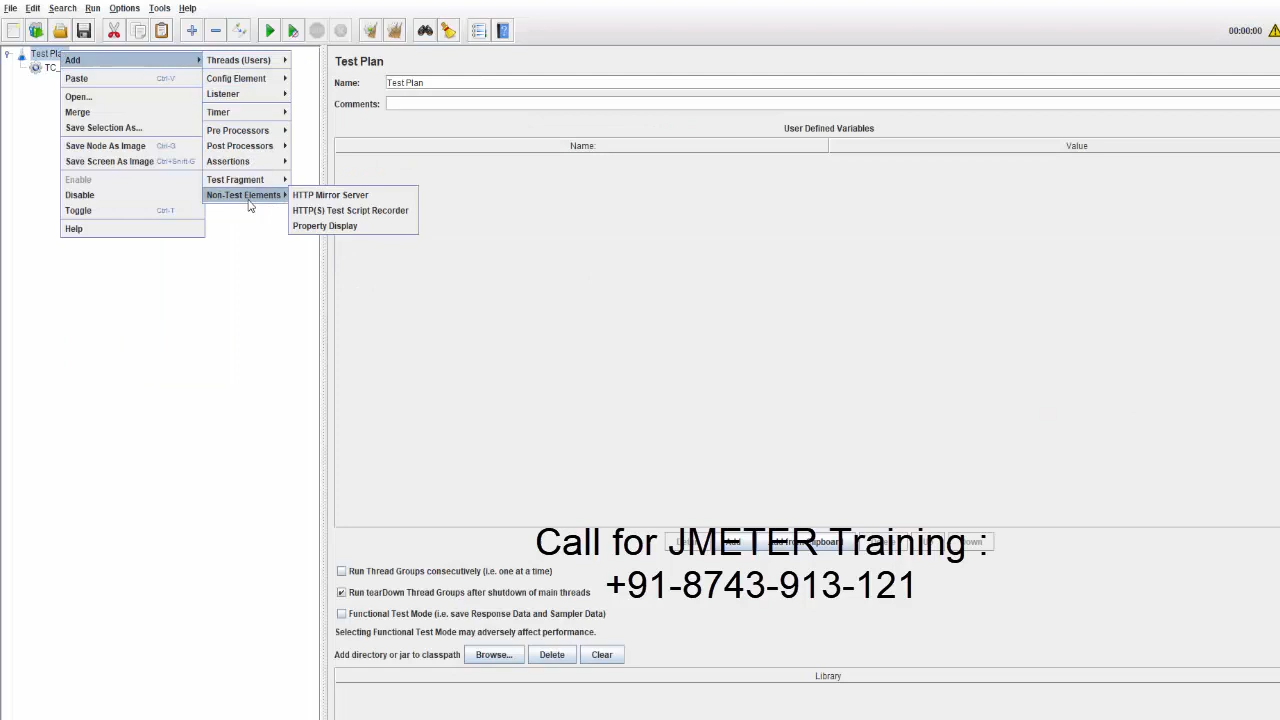 File Edit Search Run Options Tools Help
00:00:00
Test Pla
TC_
Add
Paste Ctrl-V
Open...
Merge
Save Selection As...
Save Node As Image Ctrl-G
Save Screen As Image Ctrl+Shift-G
Enable
Disable
Toggle Ctrl-T
Help
Threads (Users)
Config Element
Listener
Timer
Pre Processors
Post Processors
Assertions
Test Fragment
Non-Test Elements
HTTP Mirror Server
HTTP(S) Test Script Recorder
Property Display
Test Plan
Name: Test Plan
Comments:
User Defined Variables
Name: Value
Add Add from Clipboard
Call for JMETER Training :
+91-8743-913-121
Run Thread Groups consecutively (i.e. one at a time)
Run tearDown Thread Groups after shutdown of main threads
Functional Test Mode (i.e. save Response Data and Sampler Data)
Selecting Functional Test Mode may adversely affect performance.
Add directory or jar to classpath Browse... Delete Clear
Library